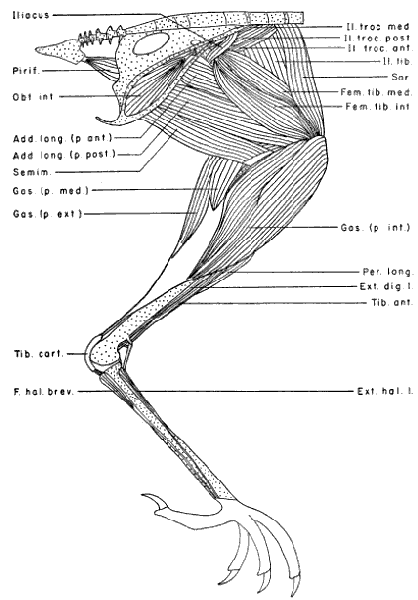 Iliacus
Il. troc. med
Il. troc. post
Il. troc. ant.
Il. tib.
Sar
Fem. tib. med.
Fem. tib. int
Pirif.
Obt int
Add. long. (p ant.)
Add. long. (p. post.)
Semim.
Gas. (p. med.)
Gas. (p. ext.)
Gas. (p int.)
Per. long.
Ext. dig. l.
Tib. ant.
Tib. cart.
F. hal. brev.
Ext. hal. l.